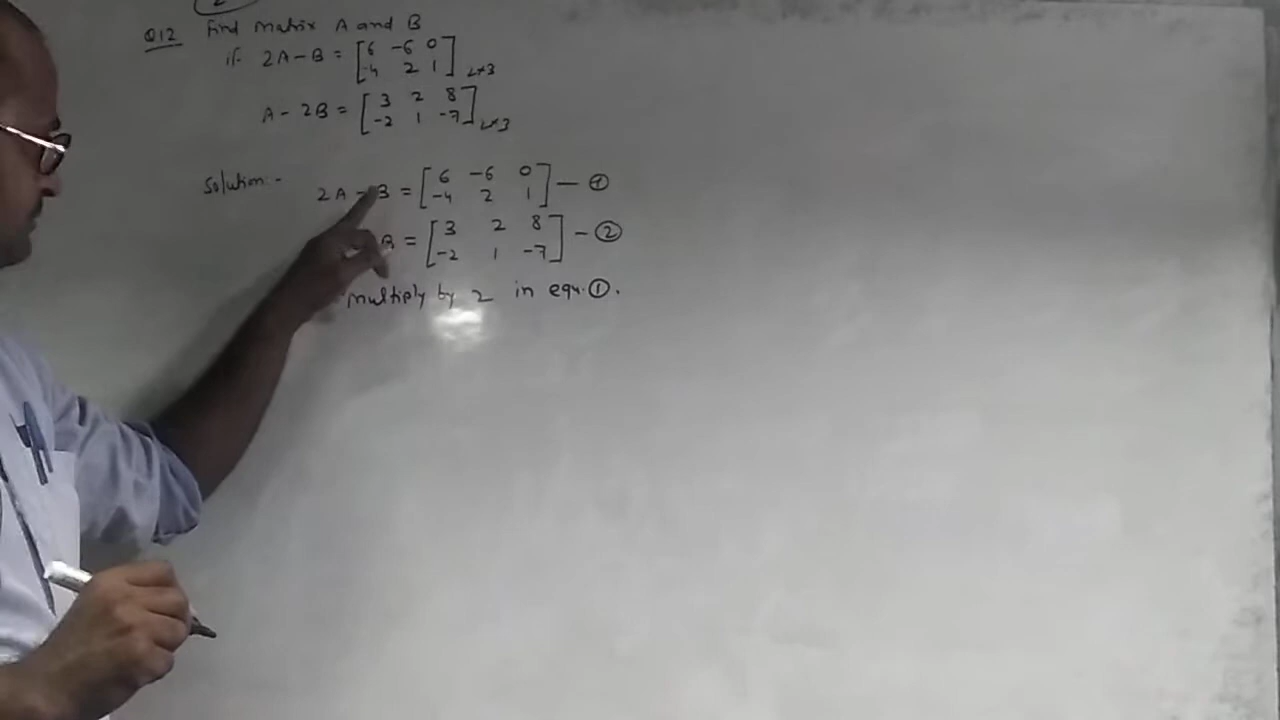 Q12 Find Matrix A and B
if 2A-B = [6 -6 0
-4 2 1] 2×3
A-2B = [3 2 8
-2 1 -7] 2×3
Solution:-
2A-B = [6 -6 0
-4 2 1] — ①
B = [3 2 8
-2 1 -7] - ②
Multiply by 2 in equ. ①.